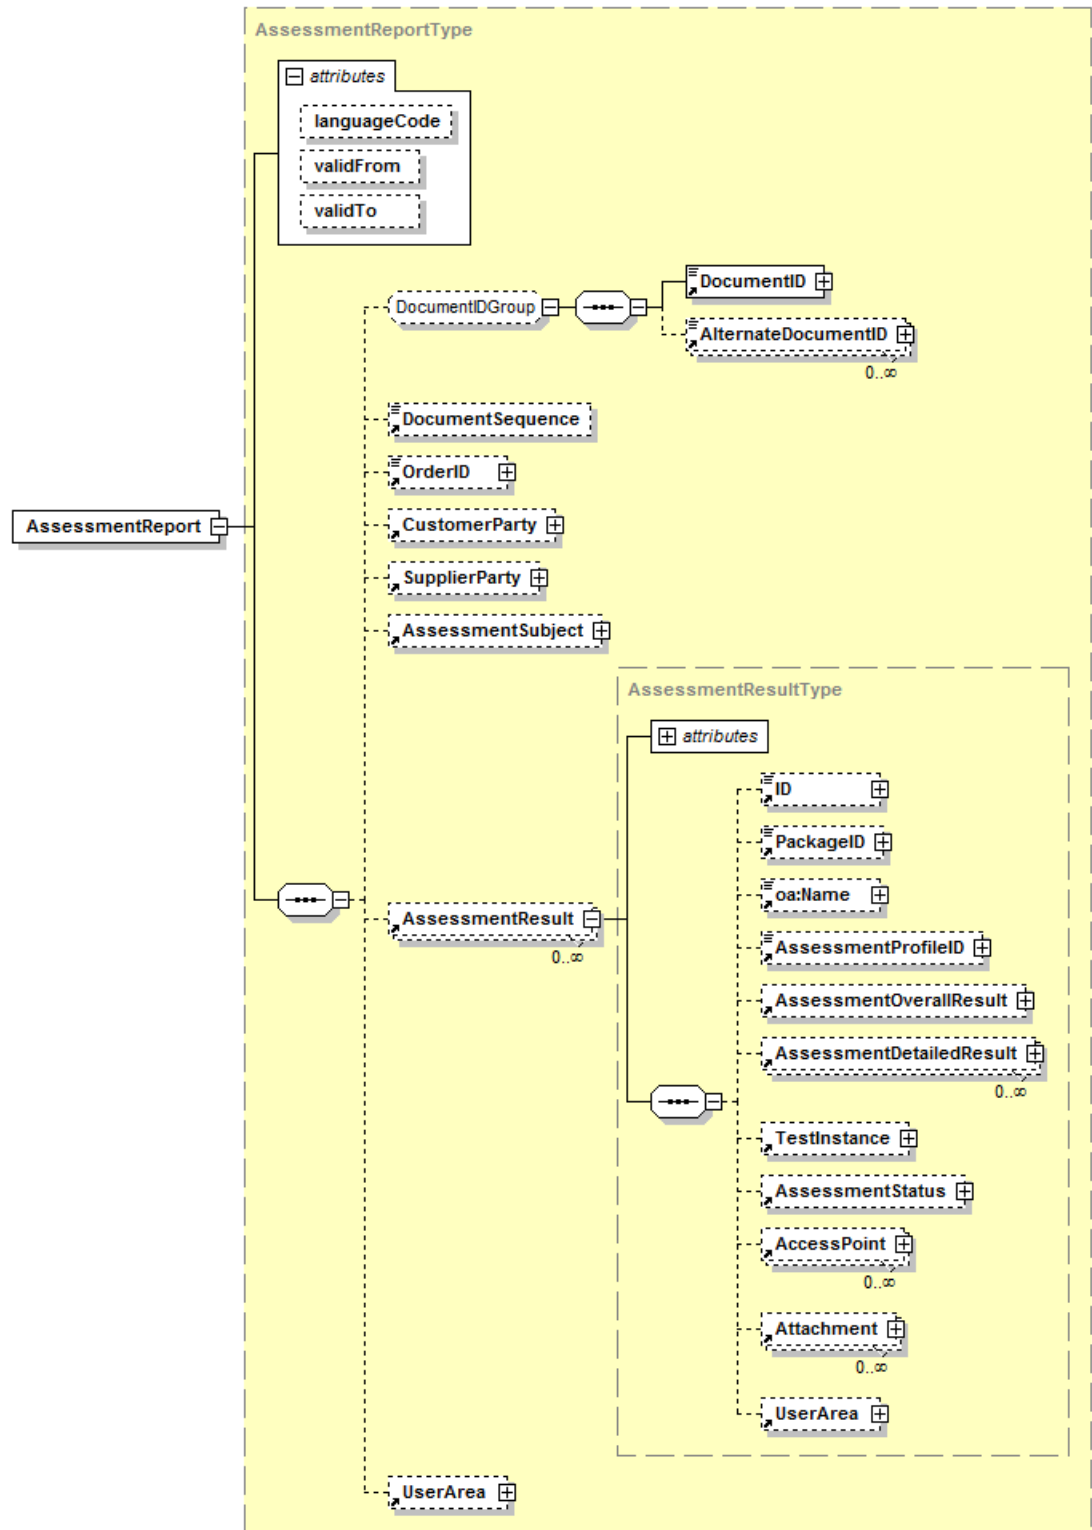 AssessmentReportType
attributes
languageCode
validFrom
validTo
DocumentIDGroup
DocumentID
AlternateDocumentID
0..∞
DocumentSequence
OrderID
AssessmentReport
CustomerParty
SupplierParty
AssessmentSubject
AssessmentResultType
attributes
ID
PackageID
oa:Name
AssessmentResult
0..∞
AssessmentProfileID
AssessmentOverallResult
AssessmentDetailedResult
0..∞
TestInstance
AssessmentStatus
AccessPoint
0..∞
Attachment
0..∞
UserArea
UserArea